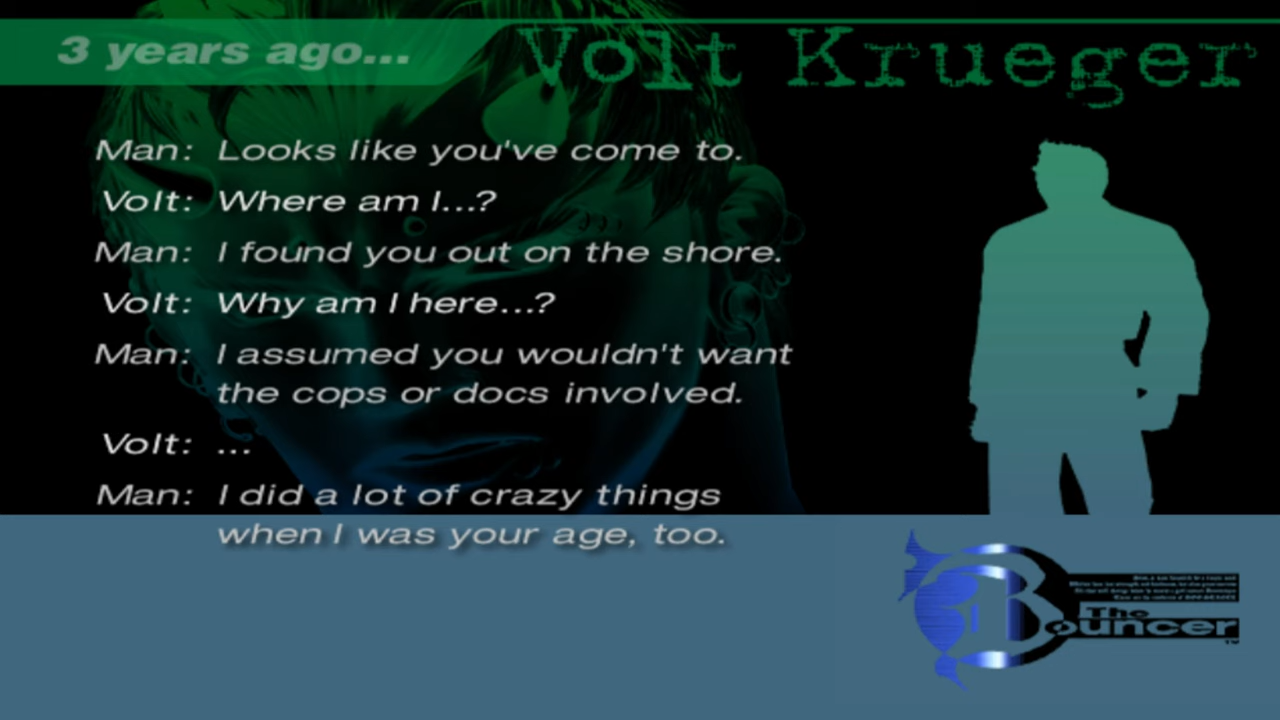 3 years ago...
Volt Krueger
Man: Looks like you've come to.
Volt: Where am I...?
Man: I found you out on the shore.
Volt: Why am I here...?
Man: I assumed you wouldn't want
the cops or docs involved.
Volt: ...
Man: I did a lot of crazy things
when I was your age, too.
B
The
Bouncer
TM